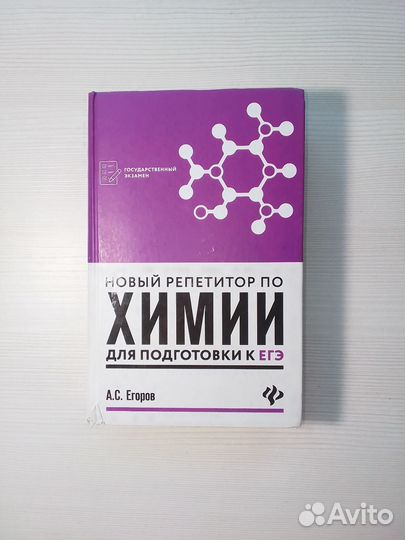 ГОСУДАРСТВЕННЫЙ
ЭКЗАМЕН
НОВЫЙ РЕПЕТИТОР ПО
ХИМИИ
ДЛЯ ПОДГОТОВКИ К ЕГЭ
А.С. Егоров
Avito